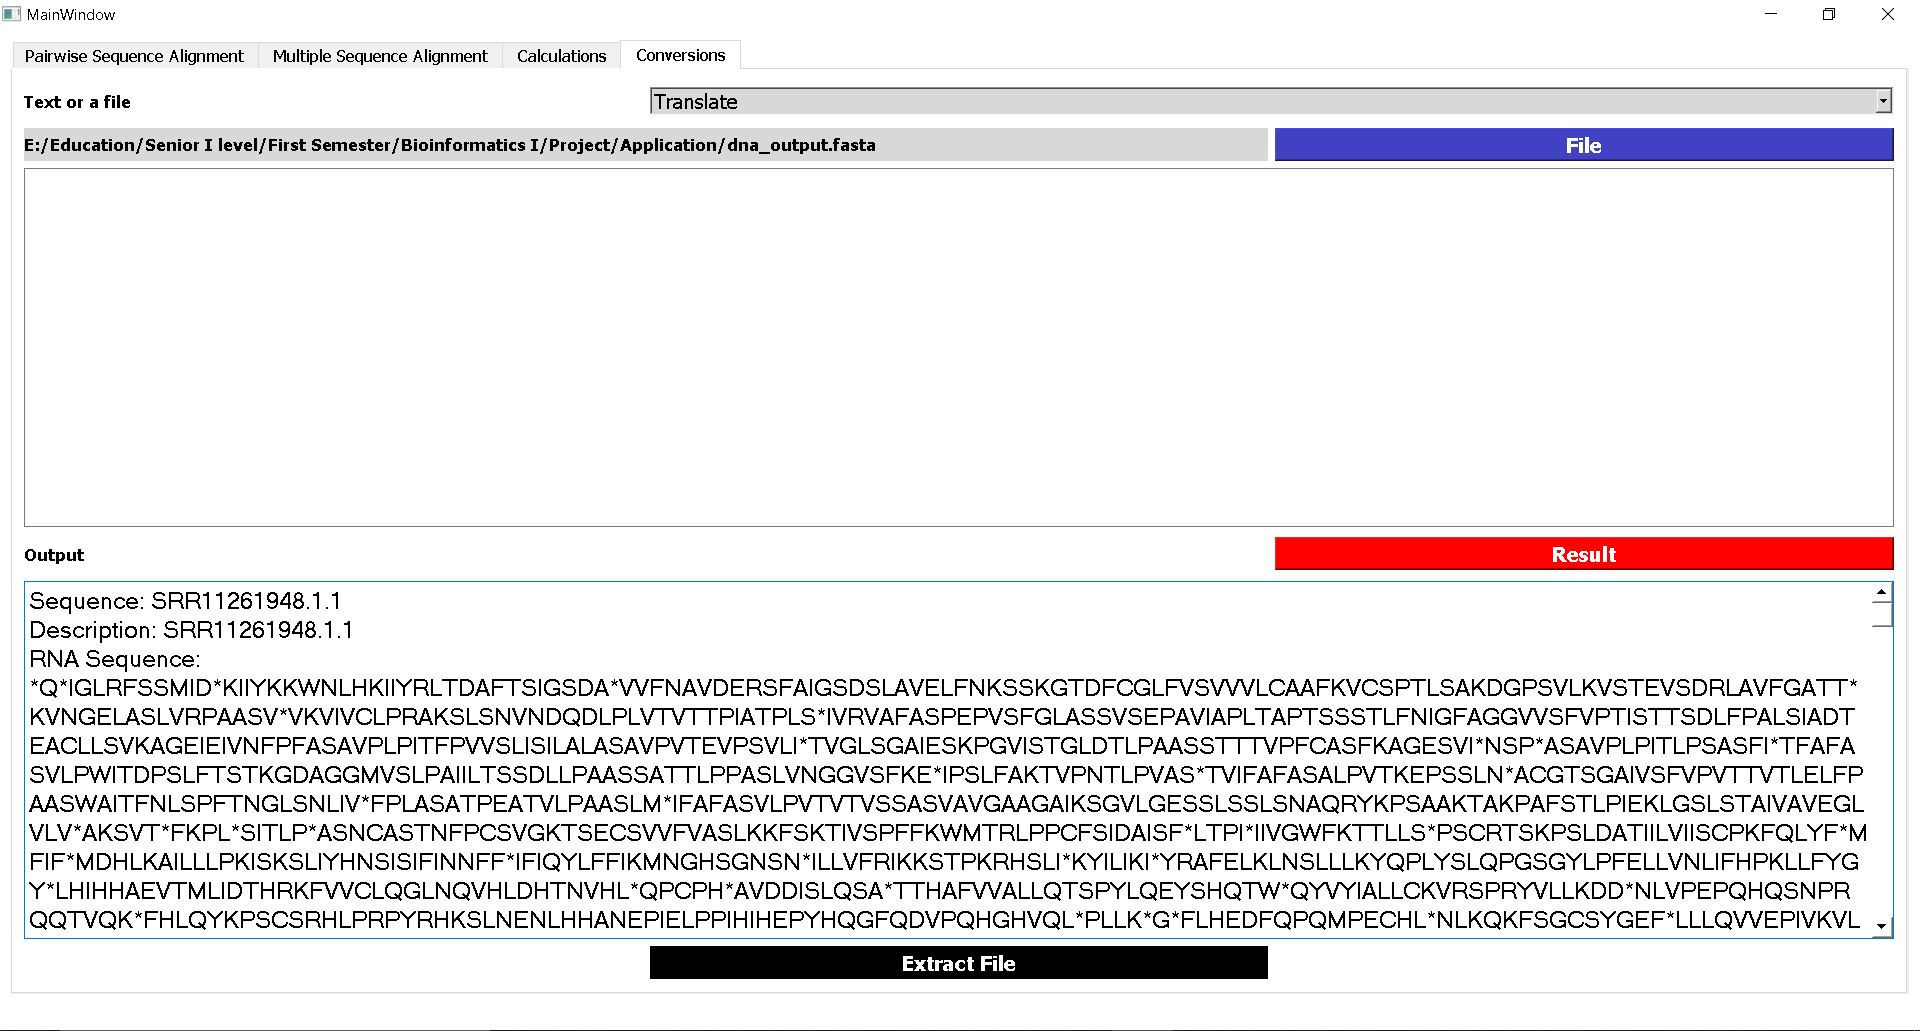 MainWindow
Pairwise Sequence Alignment Multiple Sequence Alignment Calculations Conversions
Text or a file Translate
E:/Education/Senior I level/First Semester/Bioinformatics I/Project/Application/dna_output.fasta File
Output Result
Sequence: SRR11261948.1.1
Description: SRR11261948.1.1
RNA Sequence:
*Q*IGLRFSSMID*KIIYKKWNLHKIIYRLTDAFTSIGSDA*VVFNAVDERSFAIGSDSLAVELFNKSSKGTDFCGLFVSVVVLCAAFKVCSPTLSAKDGPSVLKVSTEVSDRLAVFGATT*
KVNGELASLVRPAASV*VKVIVCLPRAKSLSNVNDQDLPLVTVTTPIATPLS*IVRVAFASPEPVSFGLASSVSEPAVIAPLTAPTSSSTLFNIGFAGGVVSFVPTISTTSDLFPALSIADT
EACLLSVKAGEIEIVNFPFASAVPLPITFPVVSLISILALASAVPVTEVPSVLI*TVGLSGAIESKPGVISTGLDTLPAASSTTTVPFCASFKAGESVI*NSP*ASAVPLPITLPSASFI*TFAFA
SVLPWITDPSLFTSTKGDAGGMVSLPAIILTSSDLLPAASSATTLPPASLVNGGVSFKE*IPSLFAKTVPNTLPVAS*TVIFAFASALPVTKEPSSLN*ACGTSGAIVSFVPVTTVTLELFP
AASWAITFNLSPFTNGLSNLIV*FPLASATPEATVLPAASLM*IFAFASVLPVTVTVSSASVAVGAAGAIKSGVLGESSLSSLSNAQRYKPSAAKTAKPAFSTLPIEKLGSLSTAIVAVEGL
VLV*AKSVT*FKPL*SITLP*ASNCASTNFPCSVGKTSECSVVFVASLKKFSKTIVSPFFKWMTRLPPCFSIDAISF*LTPI*IIVGWFKTTLLS*PSCRTSKPSLDATIILVIISCPKFQLYF*M
FIF*MDHLKAILLLPKISKSLIYHNSISIFINNFF*IFIQYLFFIKMNGHSGNSN*ILLVFRIKKSTPKRHSLI*KYILIKI*YRAFELKLNSLLLKYQPLYSLQPGSGYLPFELLVNLIFHPKLLFYG
Y*LHIHHAEVTMLIDTHRKFVVCLQGLNQVHLDHTNVHL*QPCPH*AVDDISLQSA*TTHAFVVALLQTSPYLQEYSHQTW*QYVYIALLCKVRSPRYVLLKDD*NLVPEPQHQSNPR
QQTVQK*FHLQYKPSCSRHLPRPYRHKSLNENLHHANEPIELPPIHIHEPYHQGFQDVPQHGHVQL*PLLK*G*FLHEDFQPQMPECHL*NLKQKFSGCSYGEF*LLLQVVEPIVKVL
Extract File